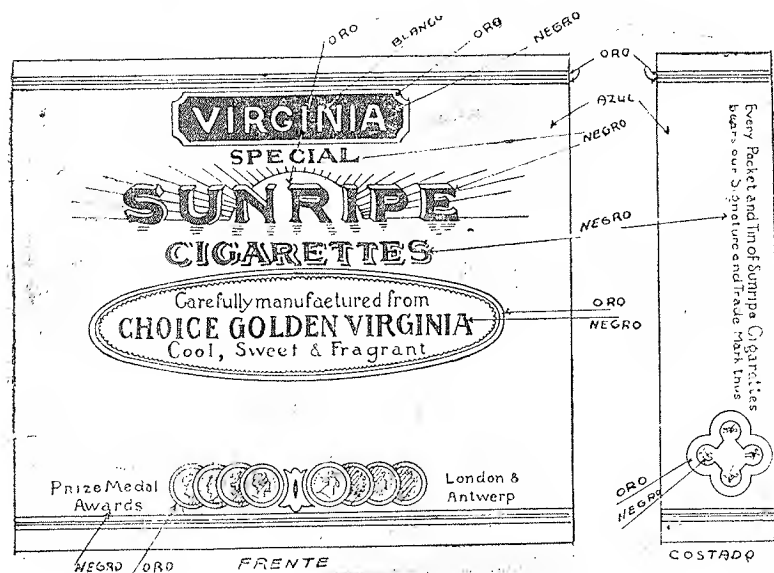 ORO
BLANCO
ORO
NEGRO
ORO
VIRGINIA
AZUL
SPECIAL
NEGRO
SUNRIPE
NEGRO
CIGARETTES
NEGRO
Carefully manufactured from
CHOICE GOLDEN VIRGINIA
Cool, Sweet & Fragrant
ORO
NEGRO
Prize Medal
Awards
London &
Antwerp
NEGRO ORO
FRENTE
Every Packet and Tin of Sunripe Cigarettes
bears our Signature and Trade Mark thus
ORO
NEGRO
COSTADO